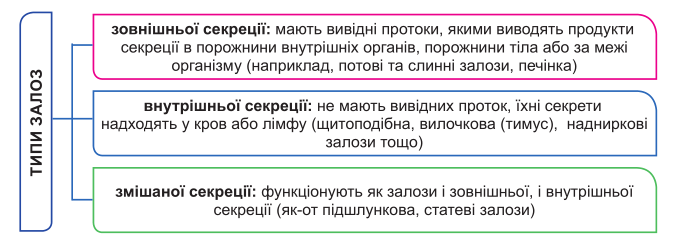 ТИПИ ЗАЛОЗ
зовнішньої секреції: мають вивідні протоки, якими виводять продукти
секреції в порожнини внутрішніх органів, порожнини тіла або за межі
організму (наприклад, потові та слинні залози, печінка)
внутрішньої секреції: не мають вивідних проток, їхні секрети
надходять у кров або лімфу (щитоподібна, вилочкова (тимус), надниркові
залози тощо)
змішаної секреції: функціонують як залози і зовнішньої, і внутрішньої
секреції (як-от підшлункова, статеві залози)